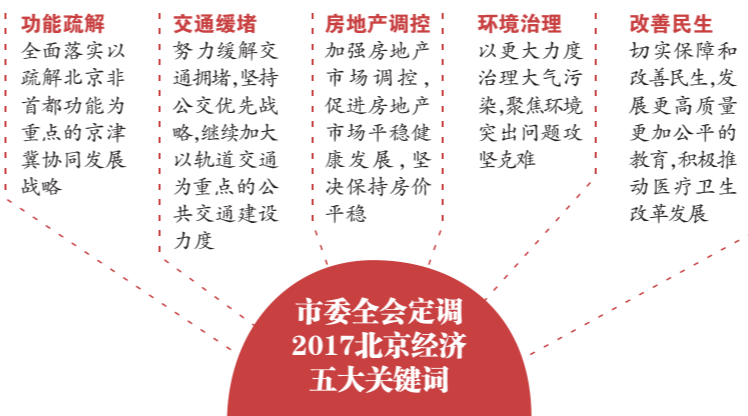 功能疏解
全面落实以
疏解北京非
首都功能为
重点的京津
冀协同发展
战略
交通缓堵
努力缓解交
通拥堵,坚持
公交优先战
略,继续加大
以轨道交通
为重点的公
共交通建设
力度
房地产调控
加强房地产
市场调控,
促进房地产
市场平稳健
康发展,坚
决保持房价
平稳
环境治理
以更大力度
治理大气污
染,聚焦环境
突出问题攻
坚克难
改善民生
切实保障和
改善民生,发
展更高质量
更加公平的
教育,积极推
动医疗卫生
改革发展
市委全会定调
2017北京经济
五大关键词